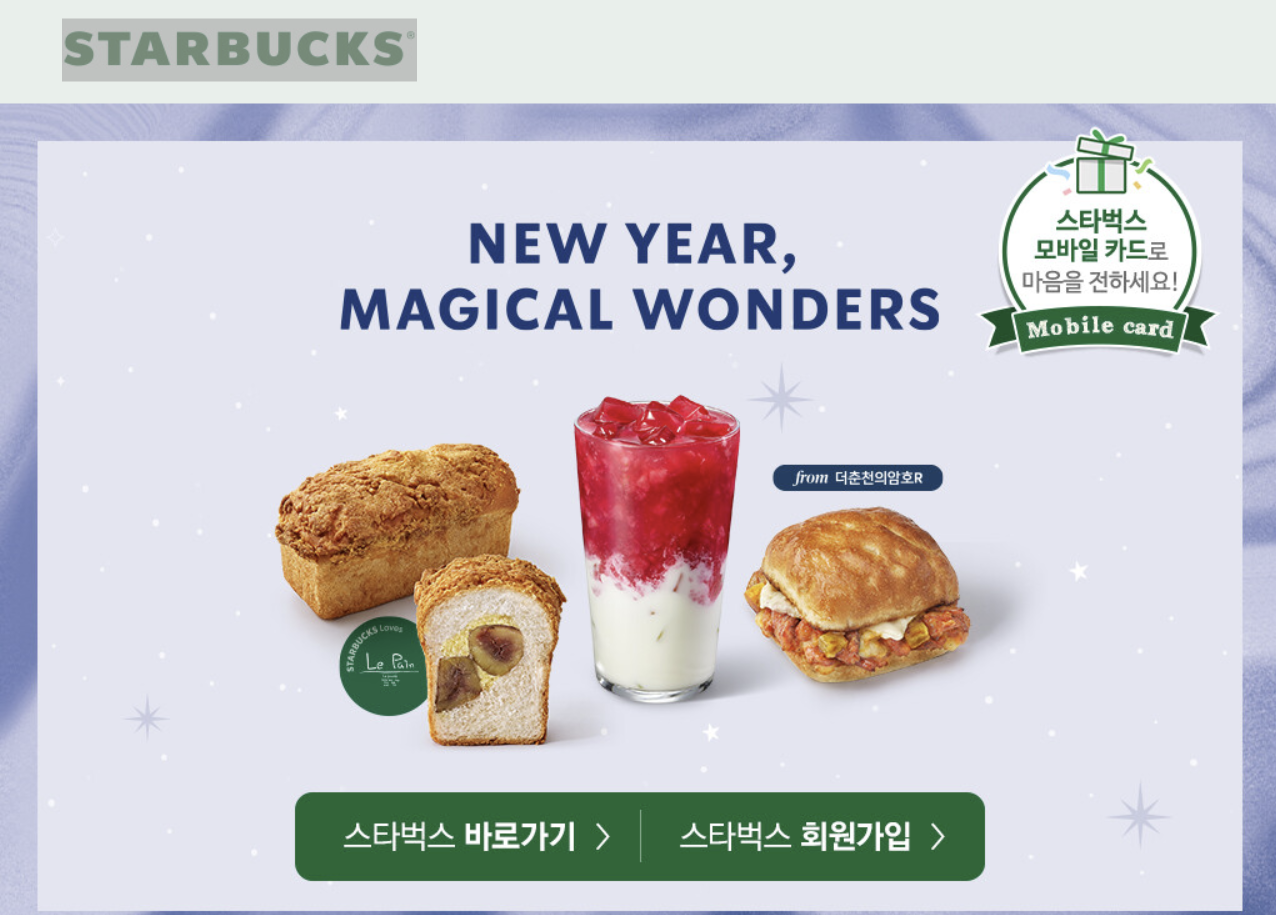 STARBUCKS®
NEW YEAR,
MAGICAL WONDERS
스타벅스
모바일 카드로
마음을 전하세요!
Mobile card
from 더춘천의암호R
STARBUCKS Loves
Le Pain
스타벅스 바로가기 >
스타벅스 회원가입 >